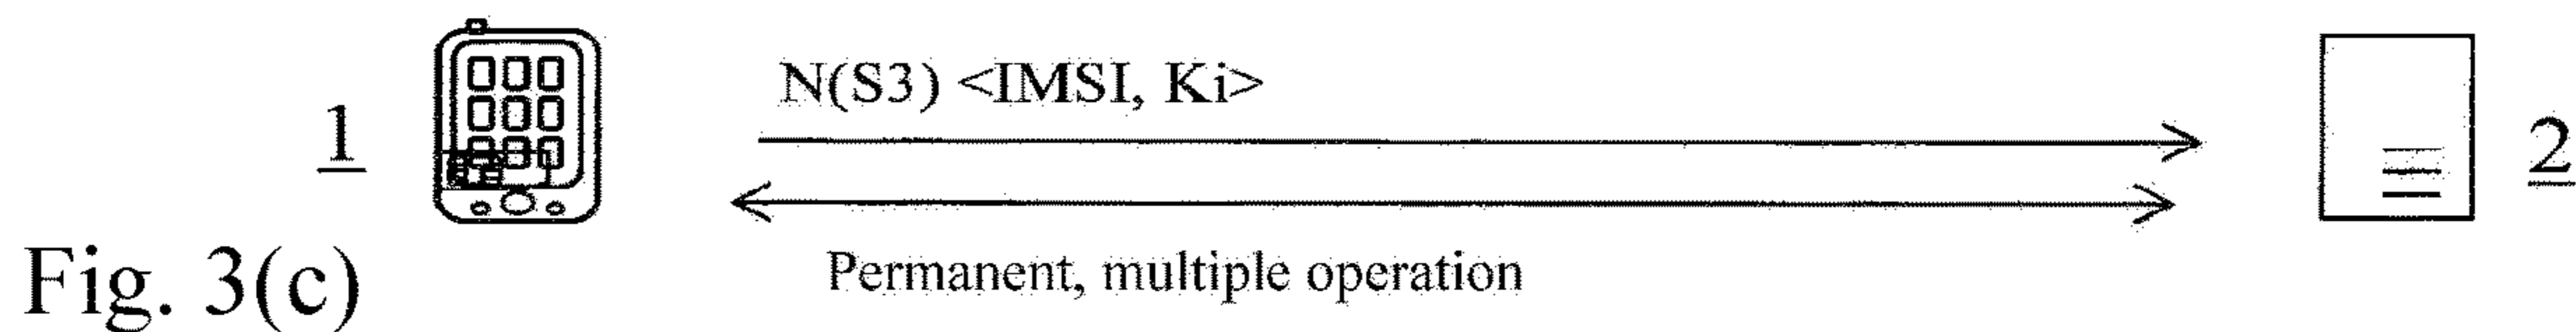 N(S3) <IMSI, Ki>
1
2
Permanent, multiple operation
Fig. 3(c)